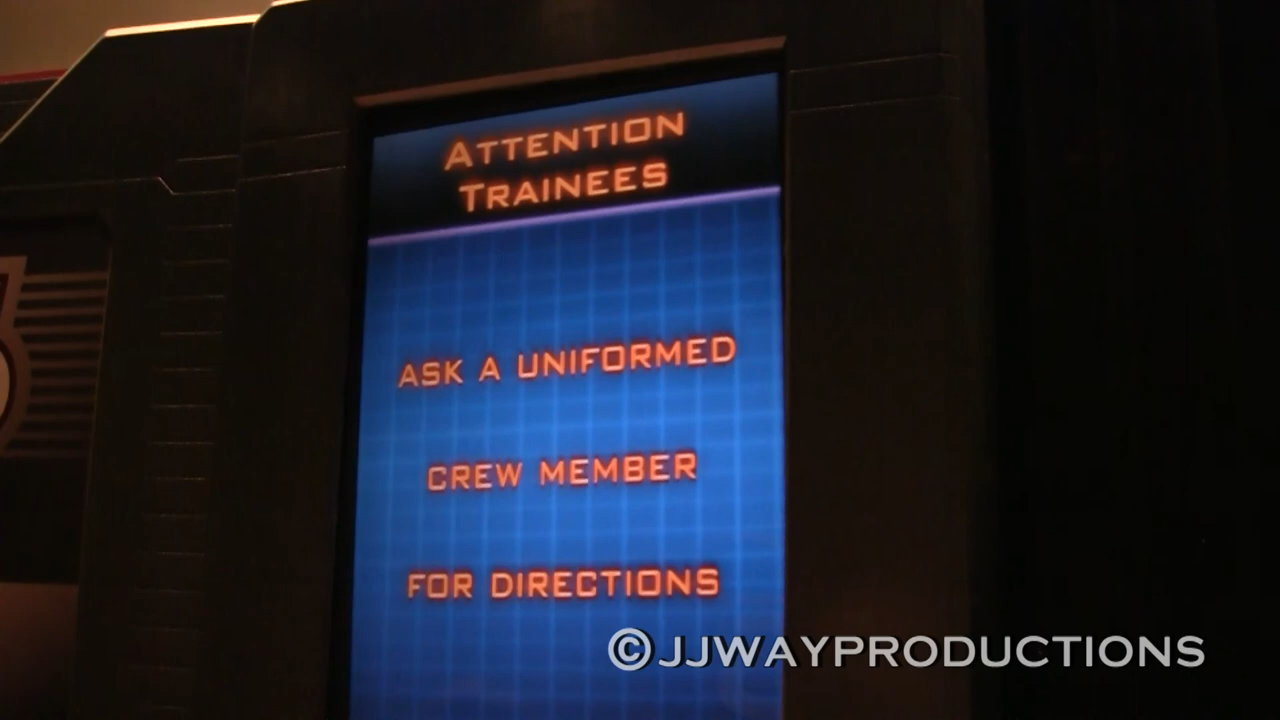 ATTENTION
TRAINEES
ASK A UNIFORMED
CREW MEMBER
FOR DIRECTIONS
©JJWAYPRODUCTIONS